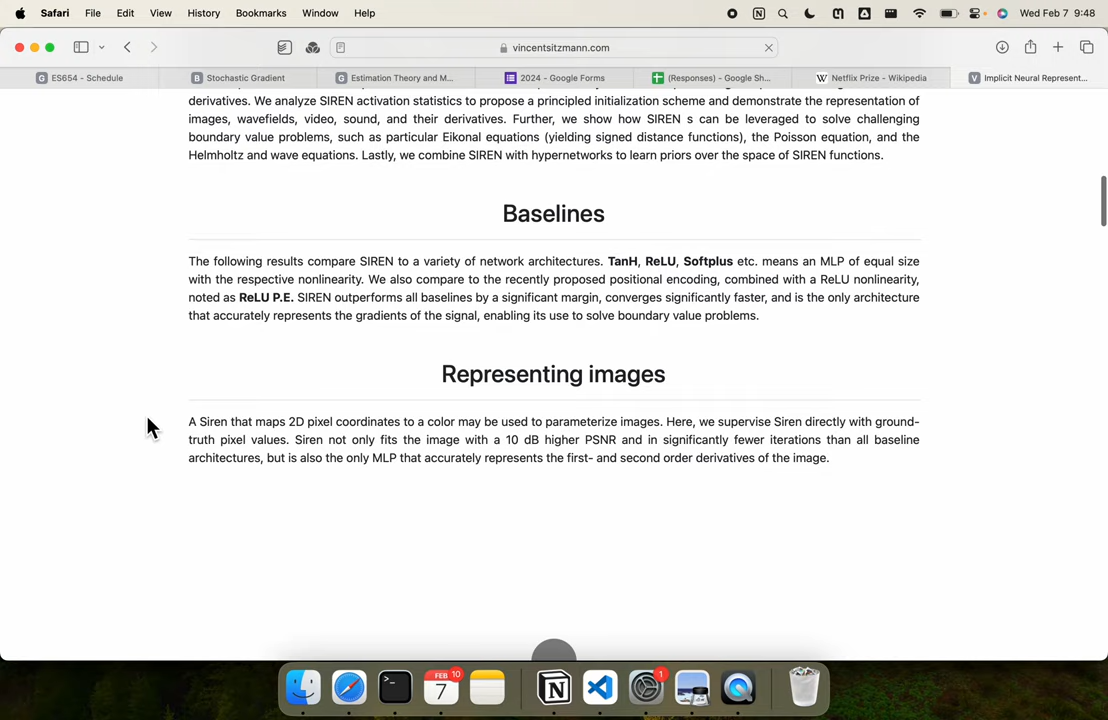 Safari File Edit View History Bookmarks Window Help Wed Feb 7 9:48
vincentsitzmann.com
G ES654 - Schedule B Stochastic Gradient G Estimation Theory and M... 2024 - Google Forms (Responses) - Google Sh... W Netflix Prize - Wikipedia V Implicit Neural Represent...
derivatives. We analyze SIREN activation statistics to propose a principled initialization scheme and demonstrate the representation of
images, wavefields, video, sound, and their derivatives. Further, we show how SIREN s can be leveraged to solve challenging
boundary value problems, such as particular Eikonal equations (yielding signed distance functions), the Poisson equation, and the
Helmholtz and wave equations. Lastly, we combine SIREN with hypernetworks to learn priors over the space of SIREN functions.
Baselines
The following results compare SIREN to a variety of network architectures. TanH, ReLU, Softplus etc. means an MLP of equal size
with the respective nonlinearity. We also compare to the recently proposed positional encoding, combined with a ReLU nonlinearity,
noted as ReLU P.E. SIREN outperforms all baselines by a significant margin, converges significantly faster, and is the only architecture
that accurately represents the gradients of the signal, enabling its use to solve boundary value problems.
Representing images
A Siren that maps 2D pixel coordinates to a color may be used to parameterize images. Here, we supervise Siren directly with ground-
truth pixel values. Siren not only fits the image with a 10 dB higher PSNR and in significantly fewer iterations than all baseline
architectures, but is also the only MLP that accurately represents the first- and second order derivatives of the image.
FEB 10 1
7